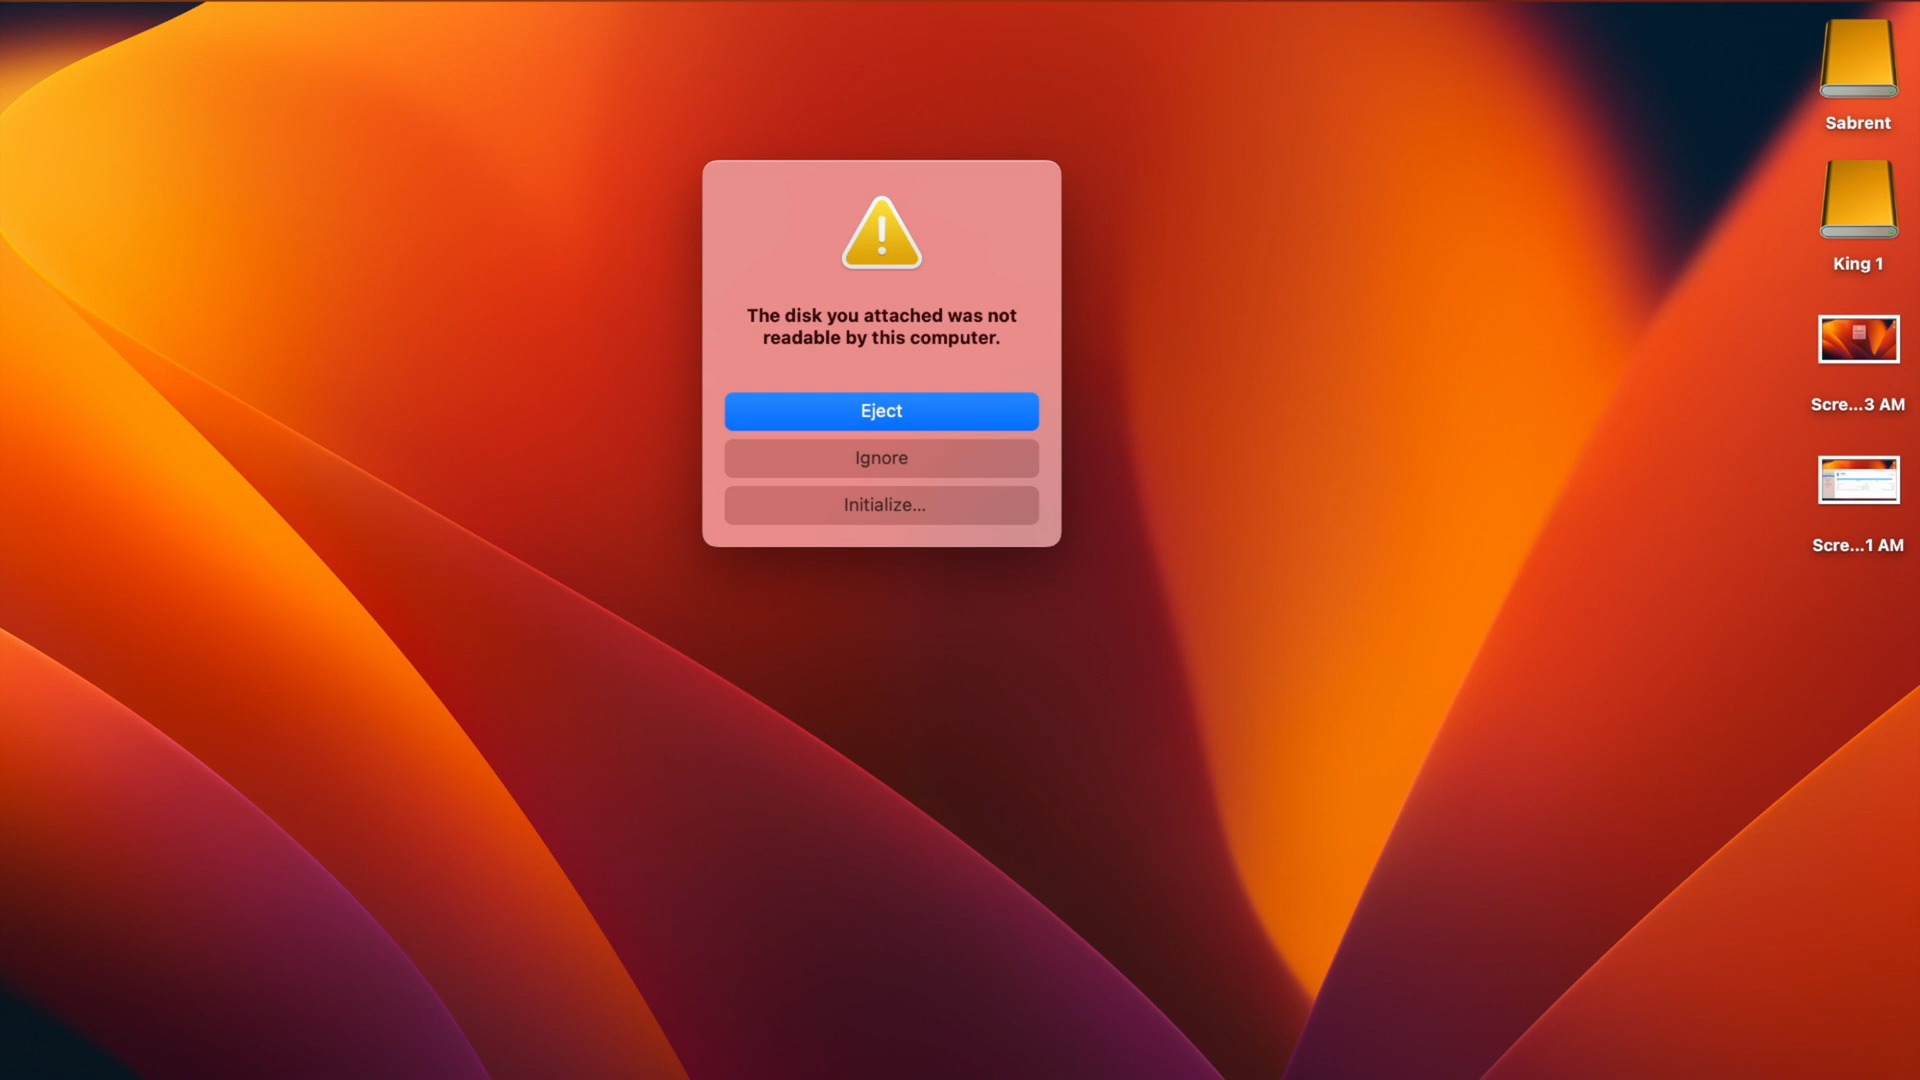 Sabrent
King 1
The disk you attached was not
readable by this computer.
Eject
Ignore
Initialize...
Scre...3 AM
Scre...1 AM